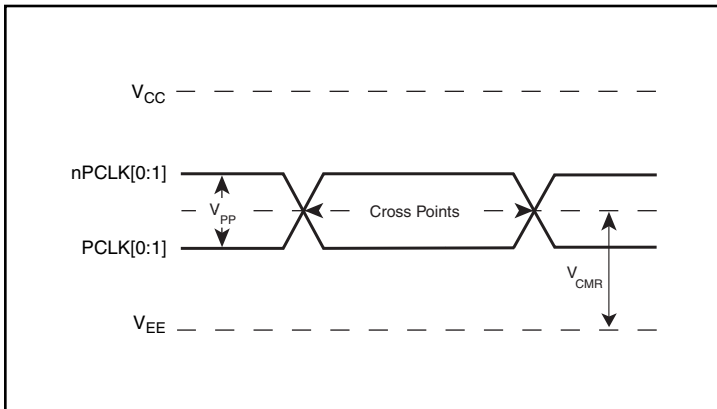 VCC
nPCLK[0:1]
VPP
Cross Points
PCLK[0:1]
VCMR
VEE